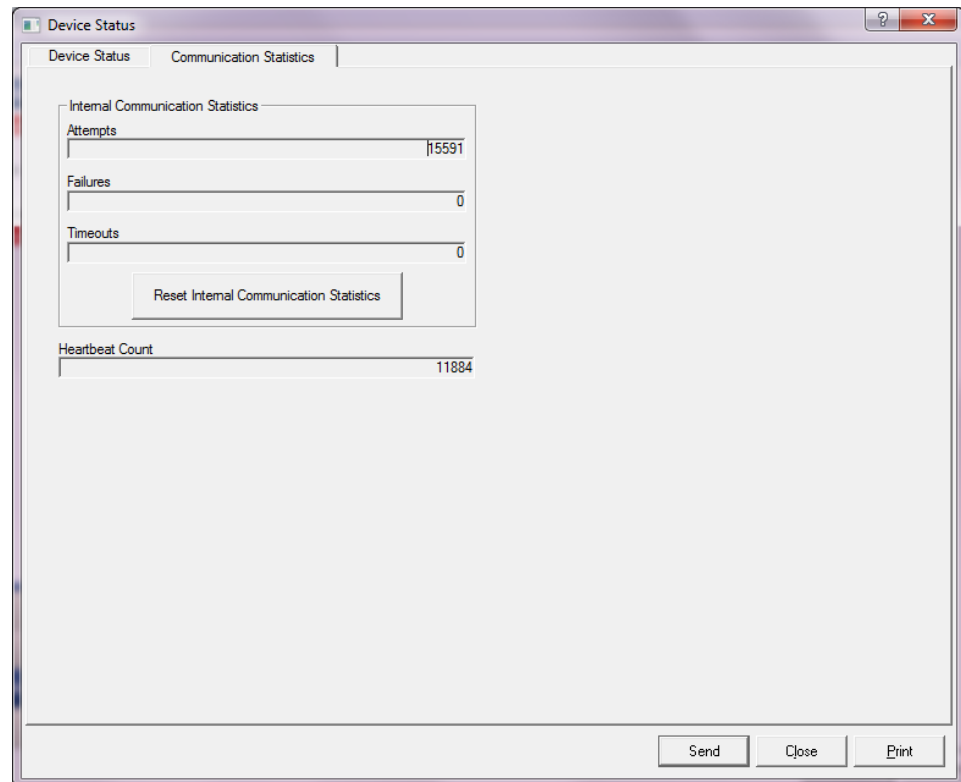 Device Status
?
Device Status Communication Statistics
Internal Communication Statistics
Attempts
15591
Failures
0
Timeouts
0
Reset Internal Communication Statistics
Heartbeat Count
11884
Send Close Print